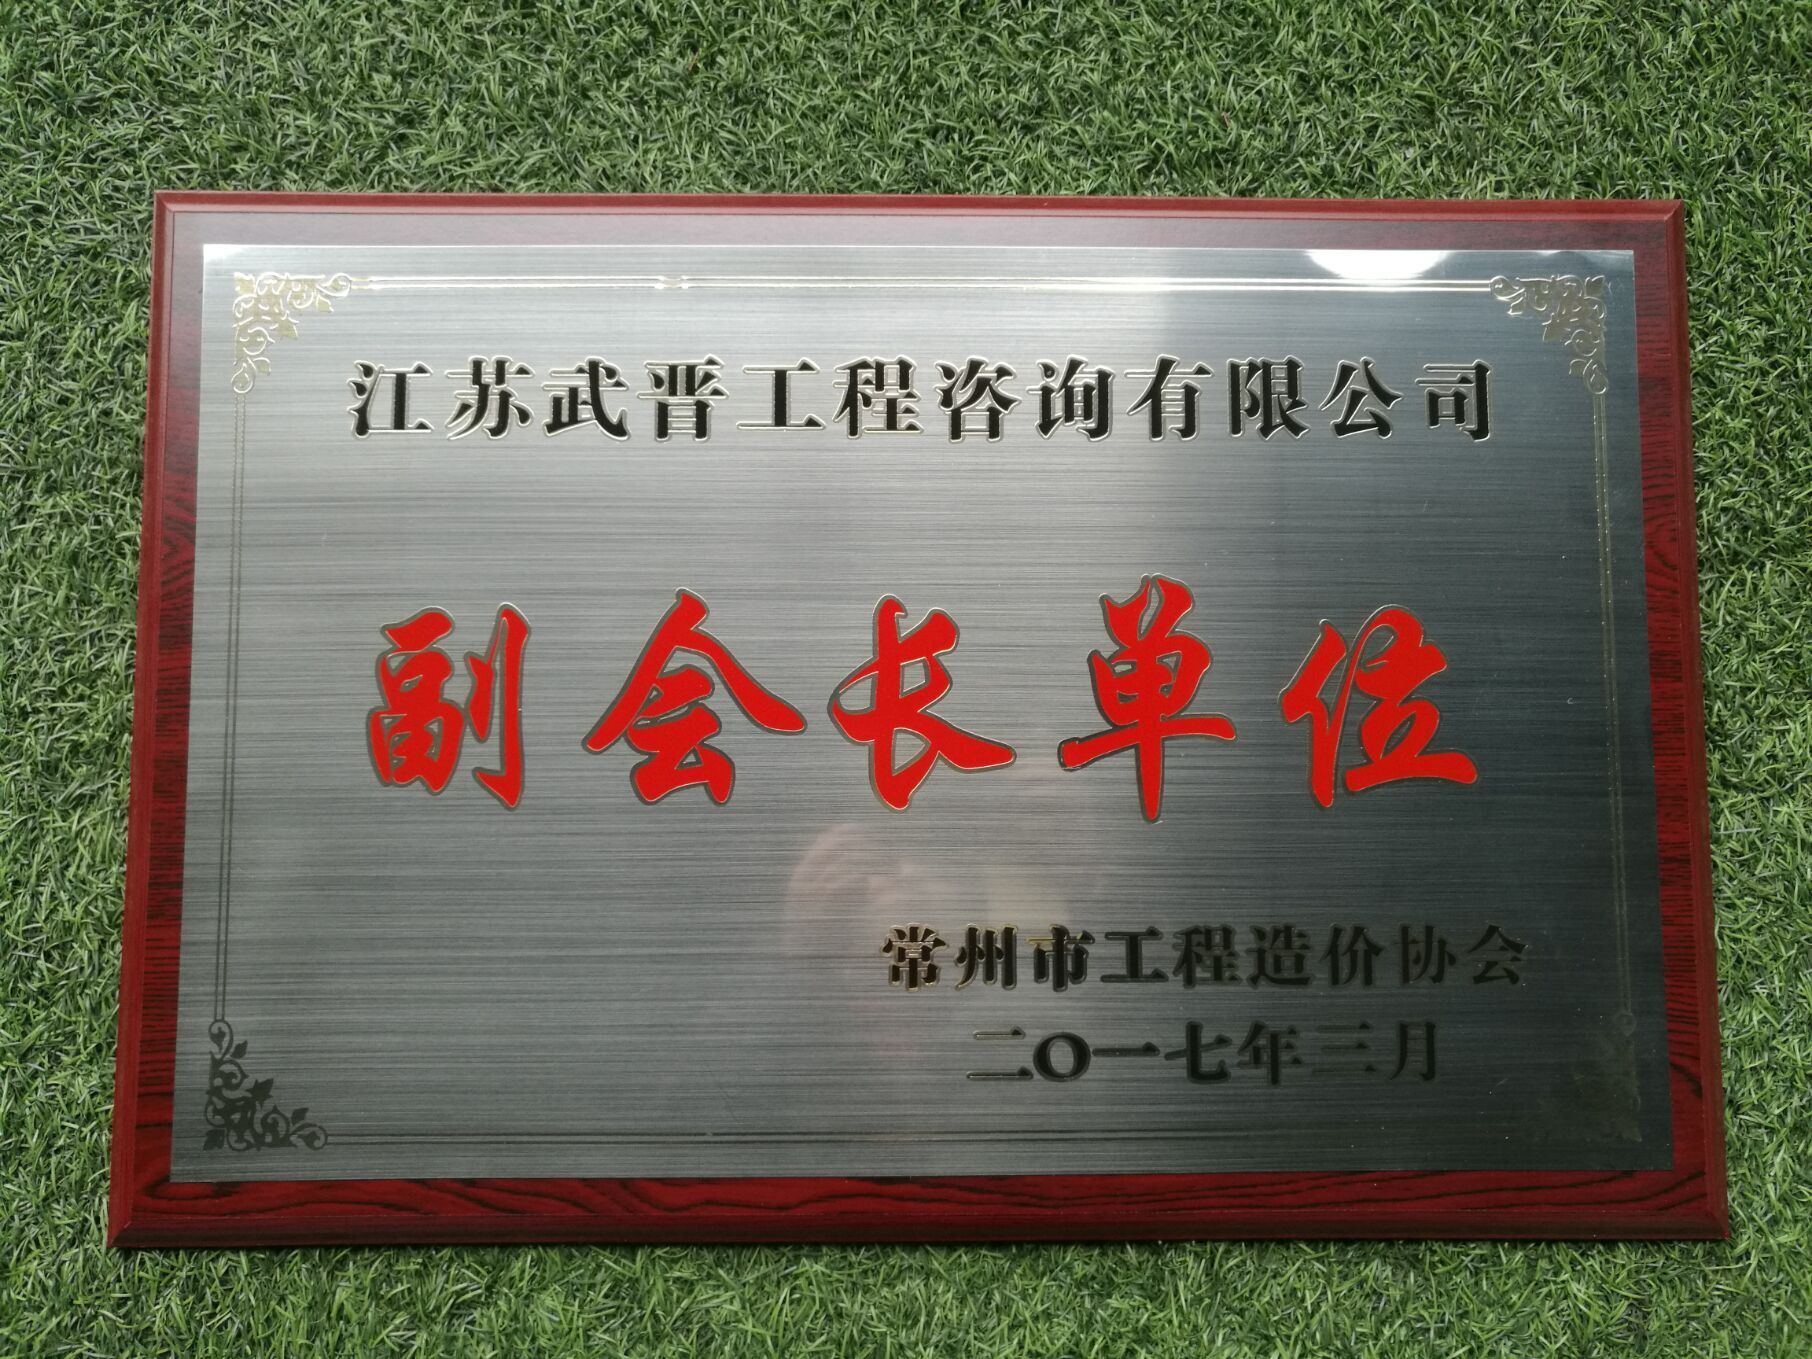 江苏武晋工程咨询有限公司
副会长单位
常州市工程造价协会
二〇一七年三月